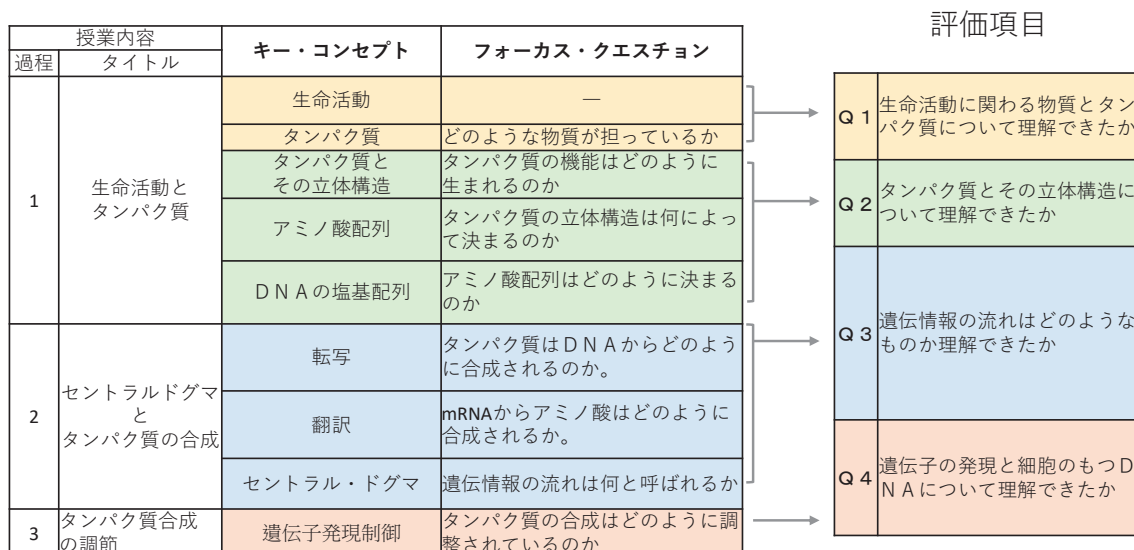 評価項目
授業内容
過程
タイトル
キー・コンセプト
フォーカス・クエスチョン
1
生命活動と
タンパク質
生命活動
―
タンパク質
どのような物質が担っているか
タンパク質と
その立体構造
タンパク質の機能はどのように
生まれるのか
アミノ酸配列
タンパク質の立体構造は何によっ
て決まるのか
DNAの塩基配列
アミノ酸配列はどのように決まる
のか
2
セントラルドグマ
と
タンパク質の合成
転写
タンパク質はDNAからどのよう
に合成されるのか。
翻訳
mRNAからアミノ酸はどのように
合成されるか。
セントラル・ドグマ
遺伝情報の流れは何と呼ばれるか
3
タンパク質合成
の調節
遺伝子発現制御
タンパク質の合成はどのように調
整されているのか
Q1
生命活動に関わる物質とタン
パク質について理解できたか
Q2
タンパク質とその立体構造に
ついて理解できたか
Q3
遺伝情報の流れはどのような
ものか理解できたか
Q4
遺伝子の発現と細胞のもつD
NAについて理解できたか